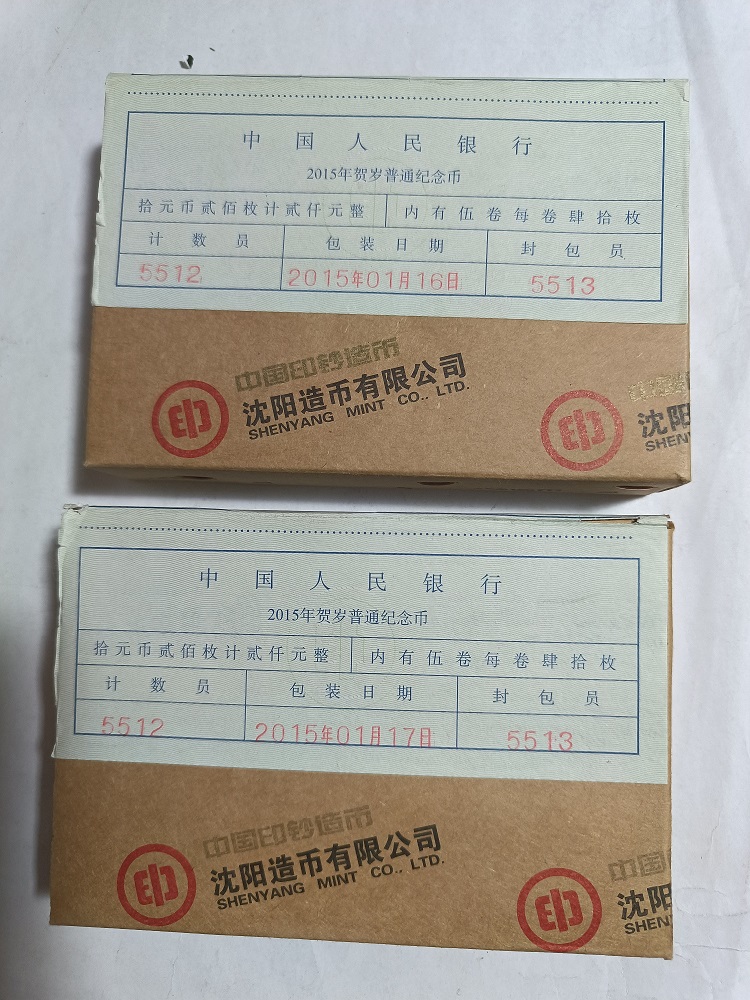 中国人民银行
2015年贺岁普通纪念币
拾元币贰佰枚计贰仟元整 内有伍卷每卷肆拾枚
计数员 包装日期 封包员
5512 2015年01月16日 5513
中国印钞造币
沈阳造币有限公司
SHENYANG MINT CO.. LTD.
沈阳
SHEN
中国人民银行
2015年贺岁普通纪念币
拾元币贰佰枚计贰仟元整 内有伍卷每卷肆拾枚
计数员 包装日期 封包员
5512 2015年01月17日 5513
中国印钞造币
沈阳造币有限公司
SHENYANG MINT CO.. LTD.
中国
沈阳
SHEN